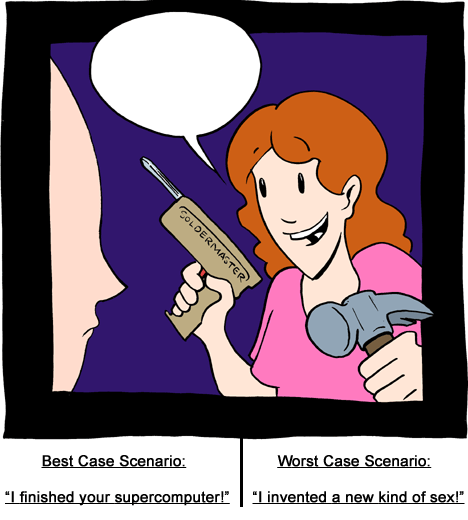 SOLDERMASTER
Best Case Scenario:
"I finished your supercomputer!"
Worst Case Scenario:
"I invented a new kind of sex!"